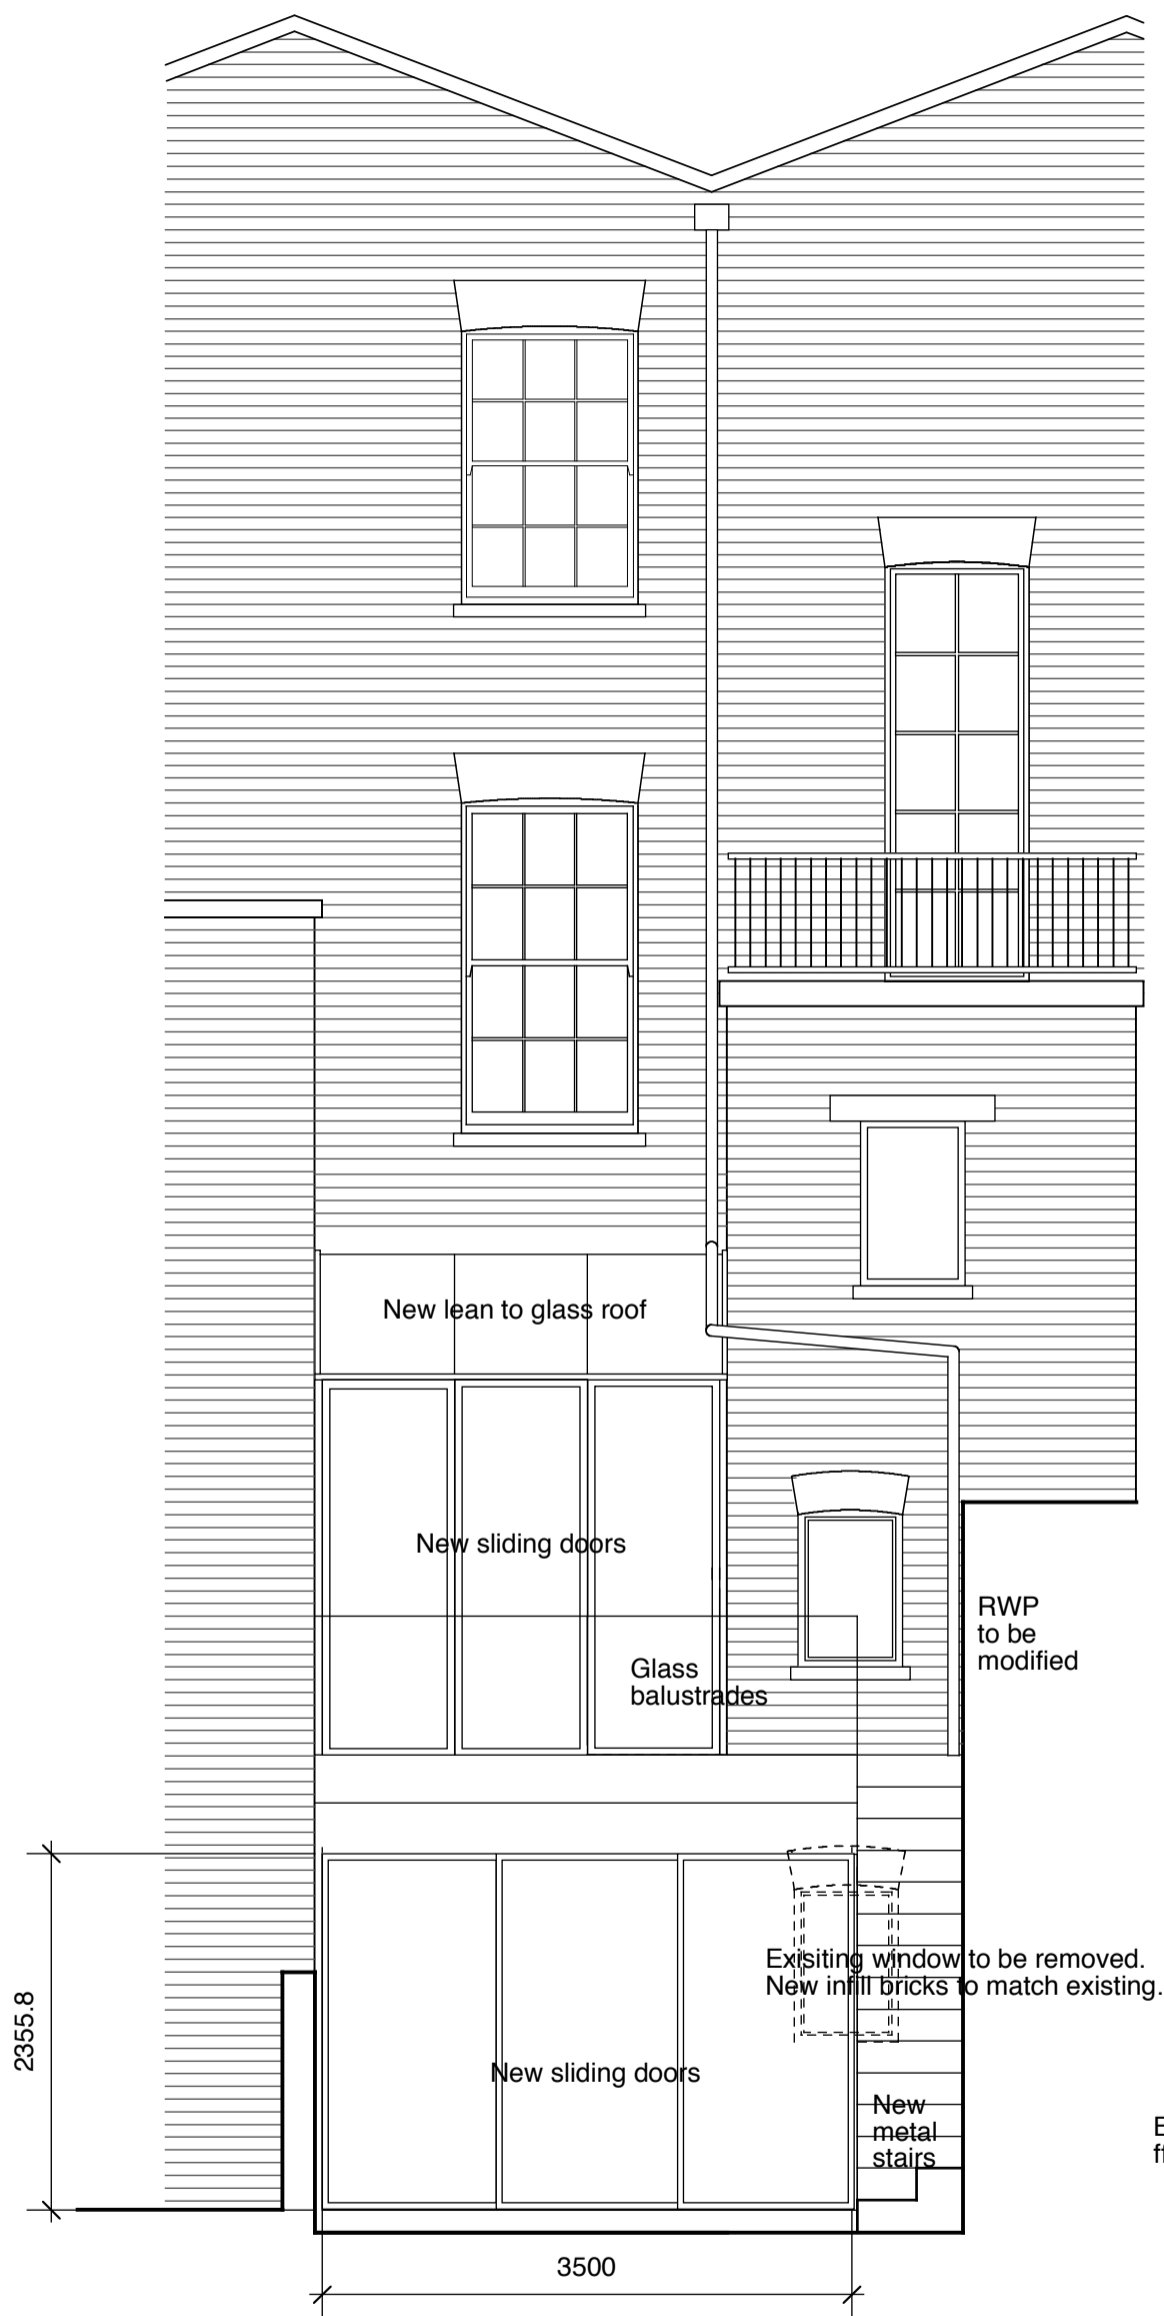 New lean to glass roof
New sliding doors
RWP
to be
modified
Glass
balustrades
Exisiting window to be removed.
New infill bricks to match existing.
2355.8
New sliding doors
New
metal
stairs
3500